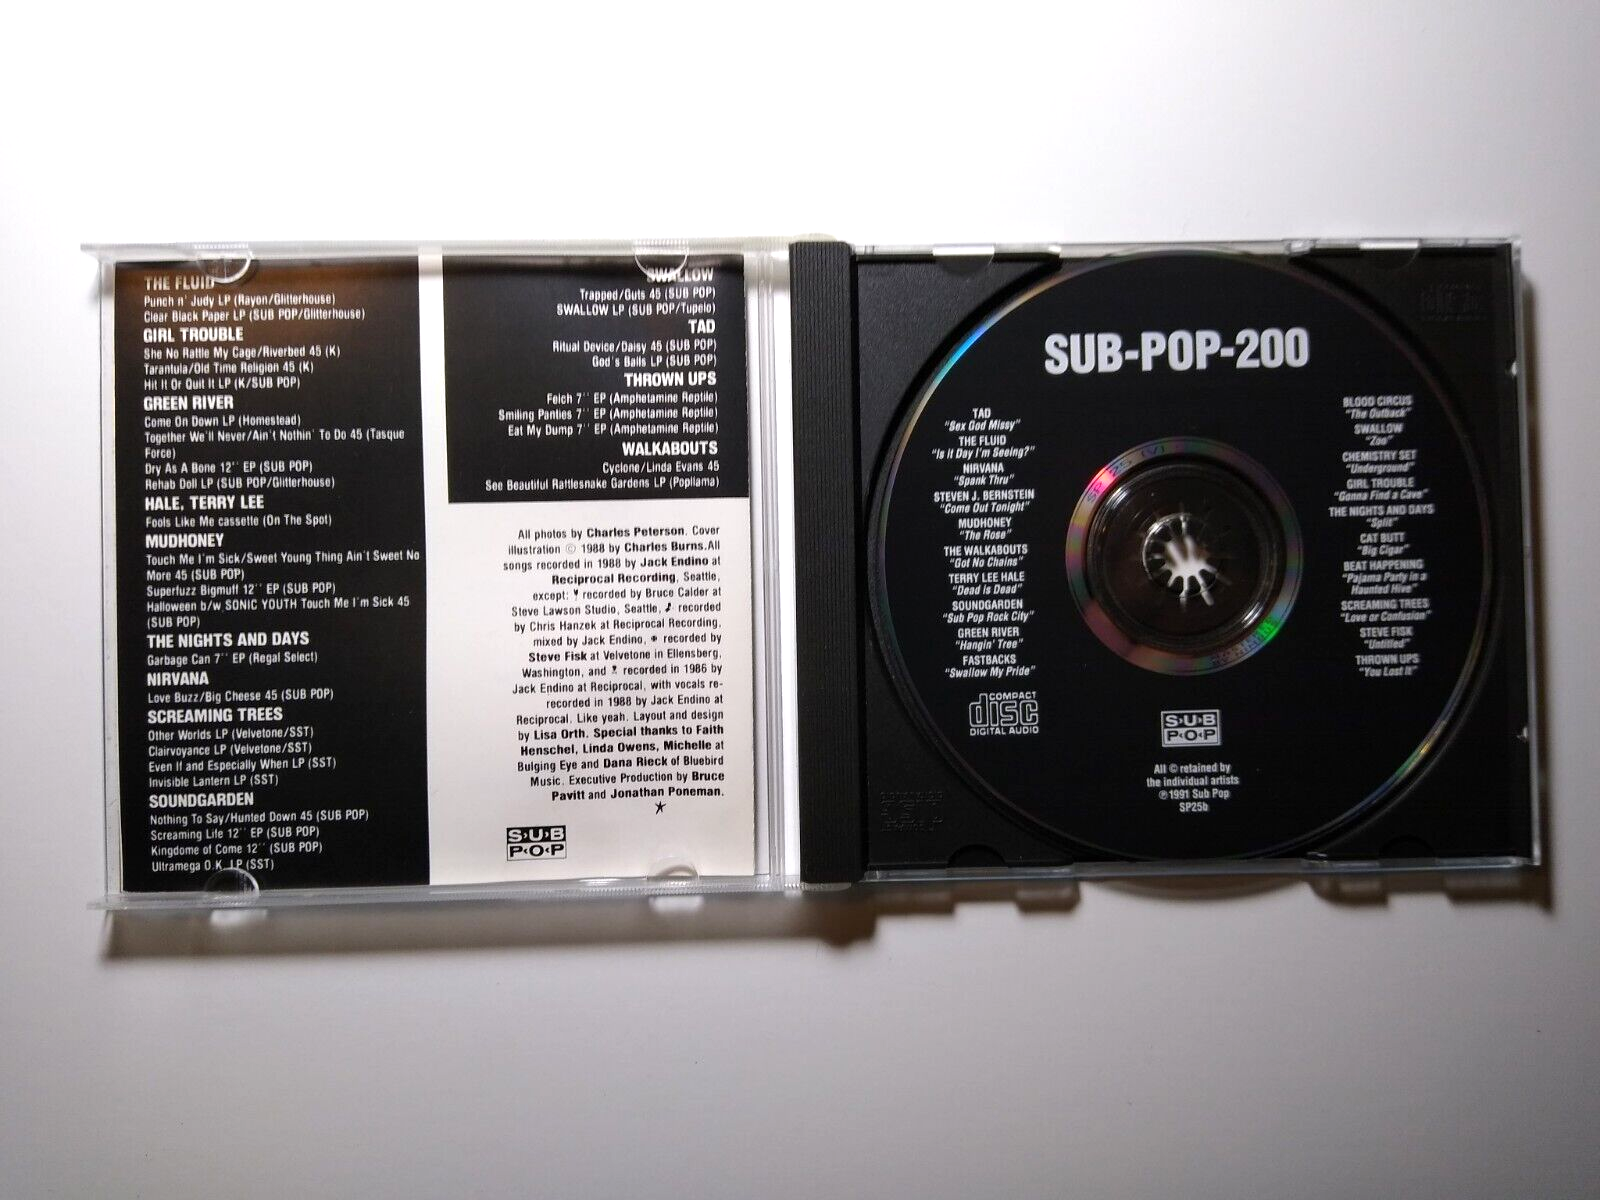 THE FLUID
Punch n' Judy LP (Rayon/Glitterhouse)
Clear Black Paper LP (SUB POP/Glitterhouse)
GIRL TROUBLE
She No Rattle My Cage/Riverbed 45 (K)
Tarantula/Old Time Religion 45 (K)
Hit It Or Quit It LP (K/SUB POP)
GREEN RIVER
Come On Down LP (Homestead)
Together We'll Never/Ain't Nothin' To Do 45 (Tasque
Force)
Dry As A Bone 12'' EP (SUB POP)
Rehab Doll LP (SUB POP/Glitterhouse)
HALE, TERRY LEE
Fools Like Me cassette (On The Spot)
MUDHONEY
Touch Me I'm Sick/Sweet Young Thing Ain't Sweet No
More 45 (SUB POP)
Superfuzz Bigmuff 12'' EP (SUB POP)
Halloween b/w SONIC YOUTH Touch Me I'm Sick 45
(SUB POP)
THE NIGHTS AND DAYS
Garbage Can 7'' EP (Regal Select)
NIRVANA
Love Buzz/Big Cheese 45 (SUB POP)
SCREAMING TREES
Other Worlds LP (Velvetone/SST)
Clairvoyance LP (Velvetone/SST)
Even If and Especially When LP (SST)
Invisible Lantern LP (SST)
SOUNDGARDEN
Nothing To Say/Hunted Down 45 (SUB POP)
Screaming Life 12'' EP (SUB POP)
Kingdome of Come 12'' (SUB POP)
Ultramega O.K. LP (SST)
SWALLOW
Trapped/Guts 45 (SUB POP)
SWALLOW LP (SUB POP/Tupelo)
TAD
Ritual Device/Daisy 45 (SUB POP)
God's Balls LP (SUB POP)
THROWN UPS
Felch 7'' EP (Amphetamine Reptile)
Smiling Panties 7'' EP (Amphetamine Reptile)
Eat My Dump 7'' EP (Amphetamine Reptile)
WALKABOUTS
Cyclone/Linda Evans 45
See Beautiful Rattlesnake Gardens LP (Popllama)
All photos by Charles Peterson. Cover
illustration © 1988 by Charles Burns.All
songs recorded in 1988 by Jack Endino at
Reciprocal Recording, Seattle,
except: recorded by Bruce Calder at
Steve Lawson Studio, Seattle, ♪ recorded
by Chris Hanzek at Reciprocal Recording,
mixed by Jack Endino, recorded by
Steve Fisk at Velvetone in Ellensberg,
Washington, and recorded in 1986 by
Jack Endino at Reciprocal, with vocals re-
recorded in 1988 by Jack Endino at
Reciprocal. Like yeah. Layout and design
by Lisa Orth. Special thanks to Faith
Henschel, Linda Owens, Michelle at
Bulging Eye and Dana Rieck of Bluebird
Music. Executive Production by Bruce
Pavitt and Jonathan Poneman.
SUB
POP
SUB-POP-200
TAD
"Sex God Missy"
THE FLUID
"Is it Day I'm Seeing?"
NIRVANA
"Spank Thru"
STEVEN J. BERNSTEIN
"Come Out Tonight"
MUDHONEY
"The Rose"
THE WALKABOUTS
"Got No Chains"
TERRY LEE HALE
"Dead is Dead"
SOUNDGARDEN
"Sub Pop Rock City"
GREEN RIVER
"Hangin' Tree"
FASTBACKS
"Swallow My Pride"
BLOOD CIRCUS
"The Outback"
SWALLOW
"Zoo"
CHEMISTRY SET
"Underground"
GIRL TROUBLE
"Gonna Find a Cave"
THE NIGHTS AND DAYS
"Split"
CAT BUTT
"Big Cigar"
BEAT HAPPENING
"Pajama Party in a
Haunted Hive"
SCREAMING TREES
"Love or Confusion"
STEVE FISK
"Untitled"
THROWN UPS
"You Lost It"
COMPACT
disc
DIGITAL AUDIO
SUB
POP
All © retained by
the individual artists
℗ 1991 Sub Pop
SP25b
SP 25 (V)